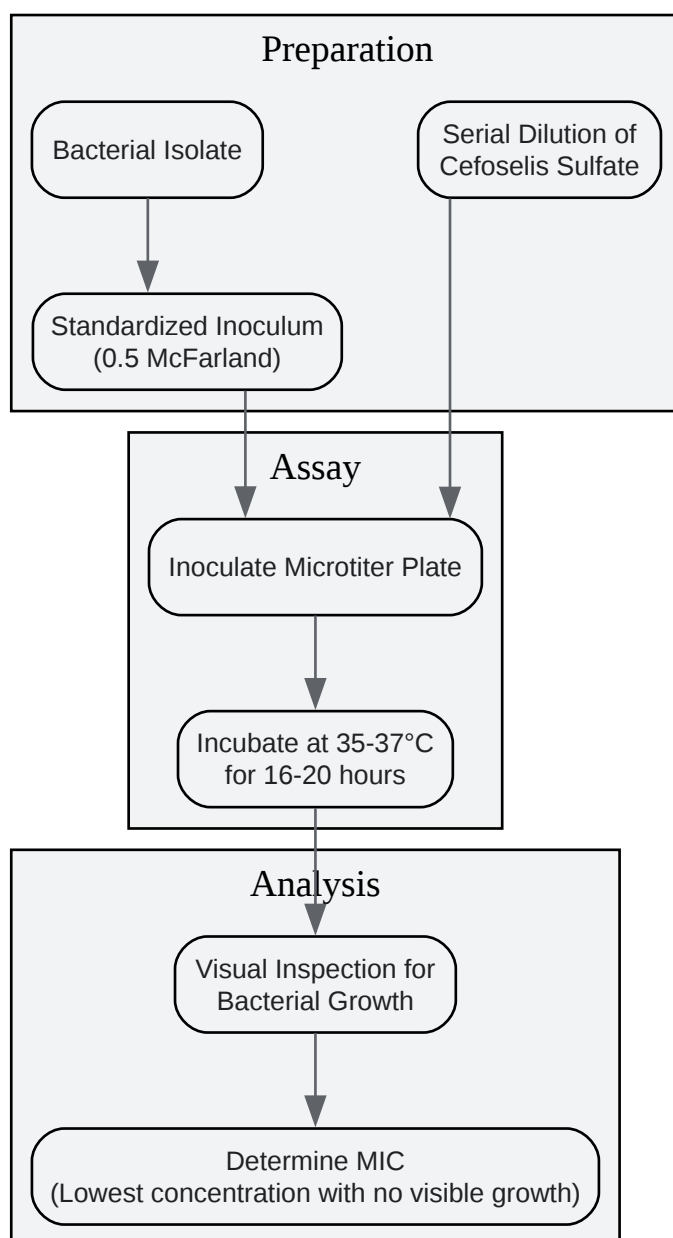 Preparation
Bacterial Isolate
Serial Dilution of
Cefoselis Sulfate
Standardized Inoculum
(0.5 McFarland)
Assay
Inoculate Microtiter Plate
Incubate at 35-37°C
for 16-20 hours
Analysis
Visual Inspection for
Bacterial Growth
Determine MIC
(Lowest concentration with no visible growth)